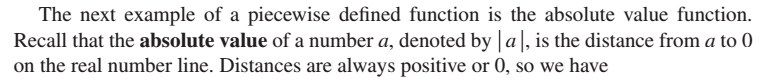 The next example of a piecewise defined function is the absolute value function.
Recall that the absolute value of a number a, denoted by |a|, is the distance from a to 0
on the real number line. Distances are always positive or 0, so we have